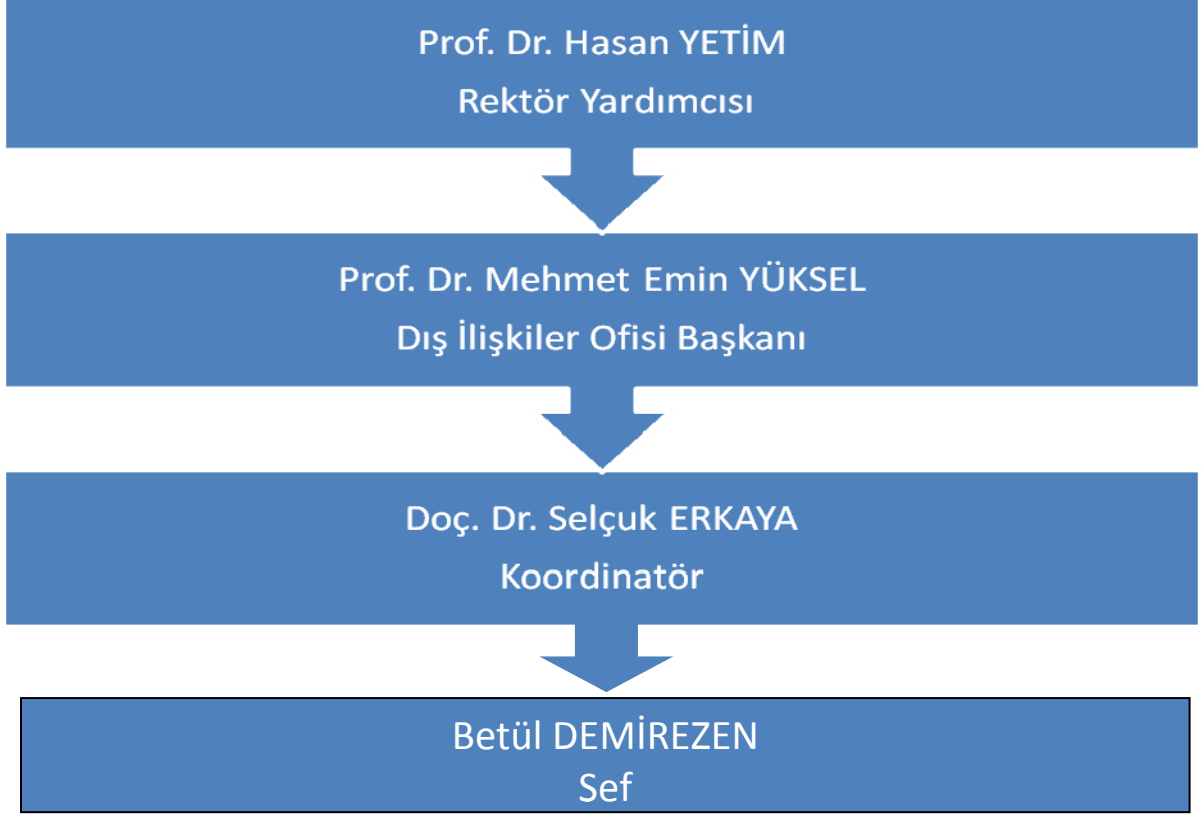 Prof. Dr. Hasan YETİM
Rektör Yardımcısı
Prof. Dr. Mehmet Emin YÜKSEL
Dış İlişkiler Ofisi Başkanı
Doç. Dr. Selçuk ERKAYA
Koordinatör
Betül DEMİREZEN
Sef